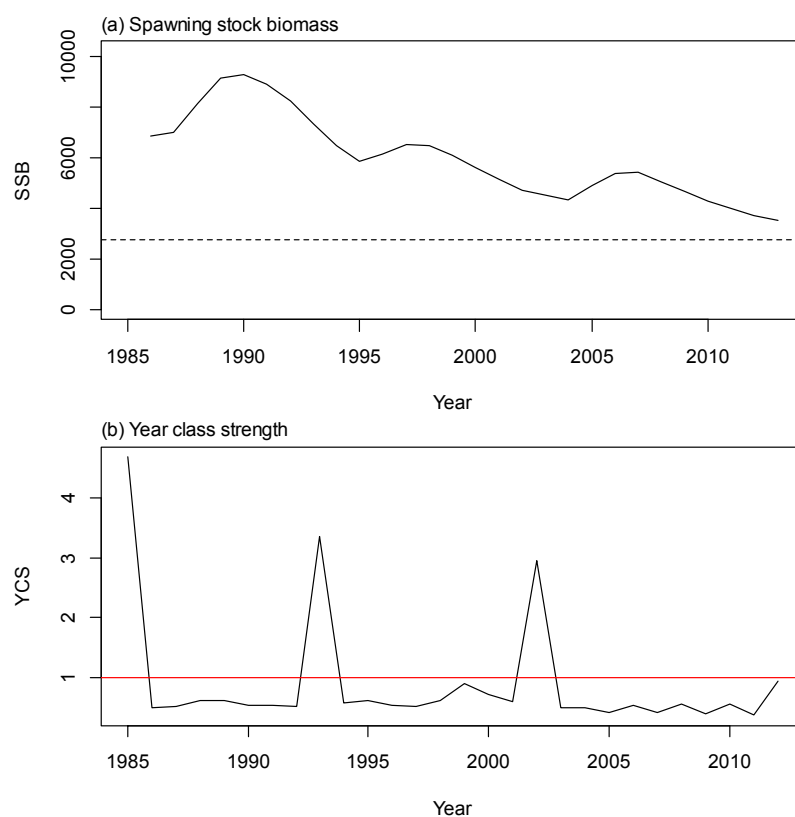 (a) Spawning stock biomass
10000
6000
2000
0
SSB
1985 1990 1995 2000 2005 2010
Year
(b) Year class strength
4
3
2
1
YCS
1985 1990 1995 2000 2005 2010
Year